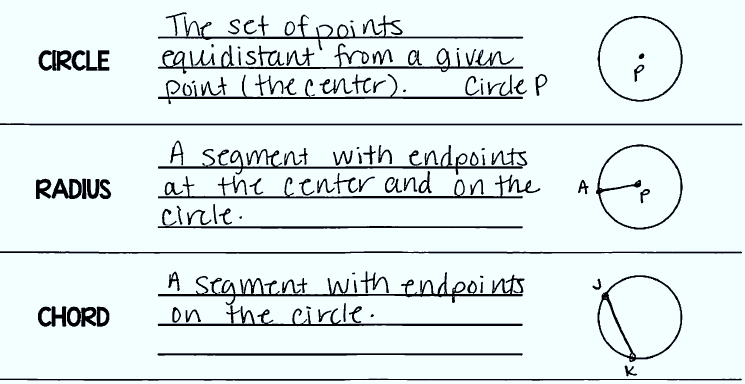 The set of points
CIRCLE equidistant from a given
point (the center). Circle P
P
A segment with endpoints
RADIUS at the center and on the
circle.
A
P
A segment with endpoints
CHORD on the circle.
J
K